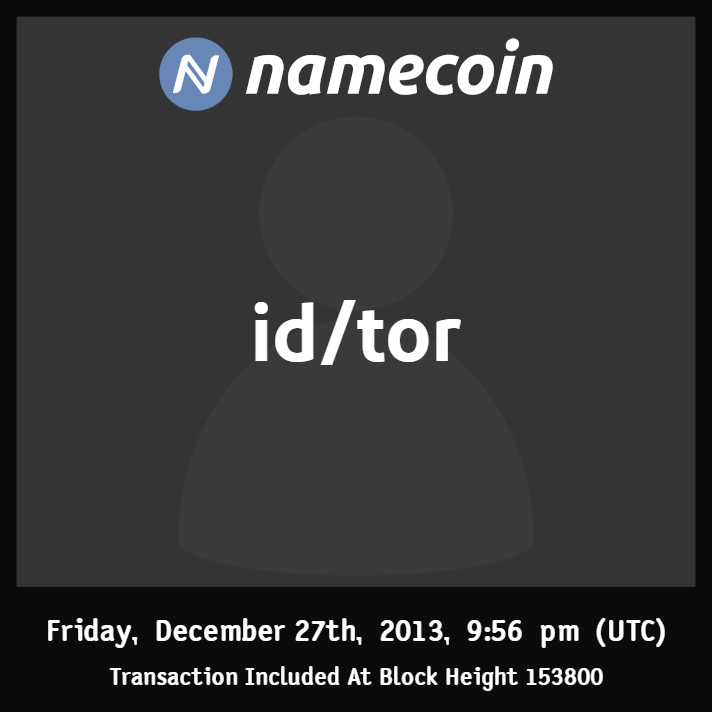 namecoin
id/tor
Friday, December 27th, 2013, 9:56 pm (UTC)
Transaction Included At Block Height 153800